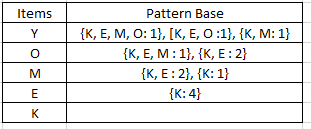 Items Pattern Base
Y {K, E, M, O: 1}, [K, E, O :1}, {K, M: 1}
O {K, E, M : 1}, {K, E : 2}
M {K, E : 2}, {K: 1}
E {K: 4}
K